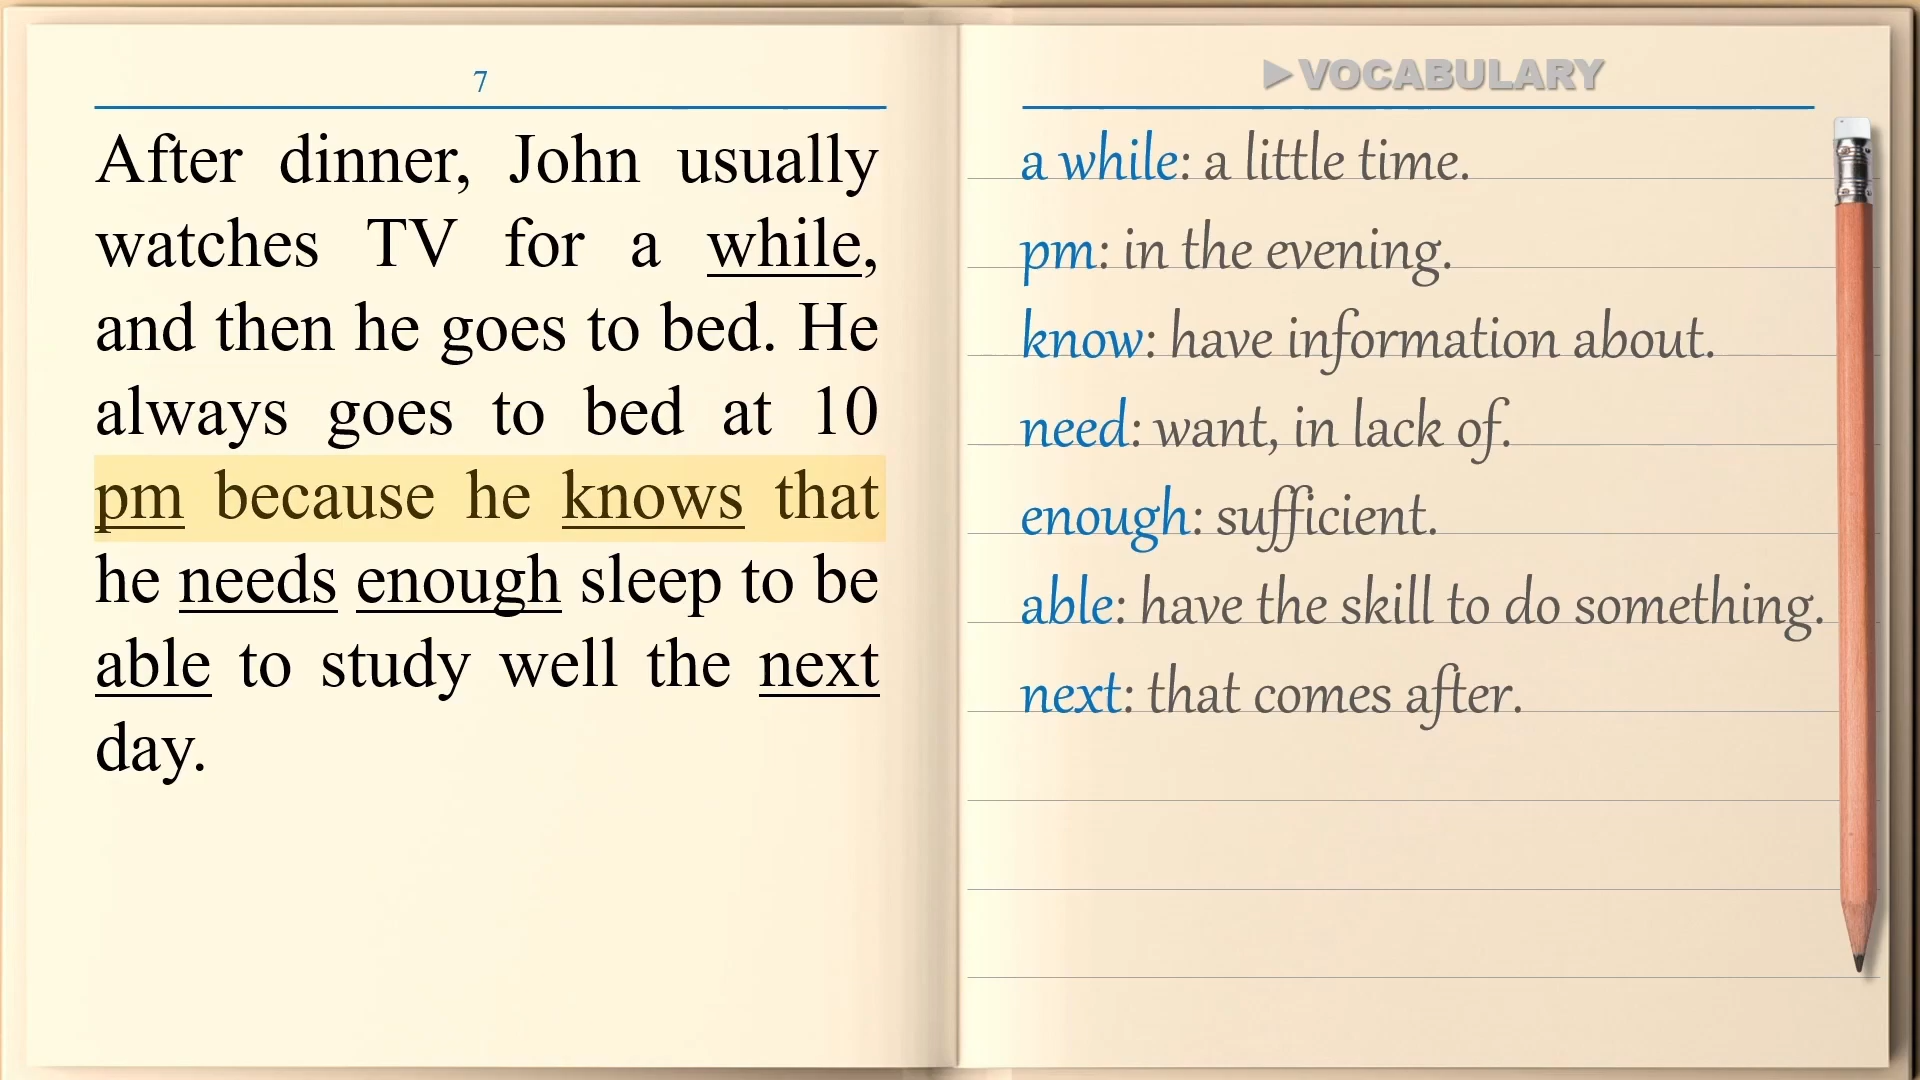 7
After dinner, John usually
watches TV for a while,
and then he goes to bed. He
always goes to bed at 10
pm because he knows that
he needs enough sleep to be
able to study well the next
day.
►VOCABULARY
a while: a little time.
pm: in the evening.
know: have information about.
need: want, in lack of.
enough: sufficient.
able: have the skill to do something.
next: that comes after.